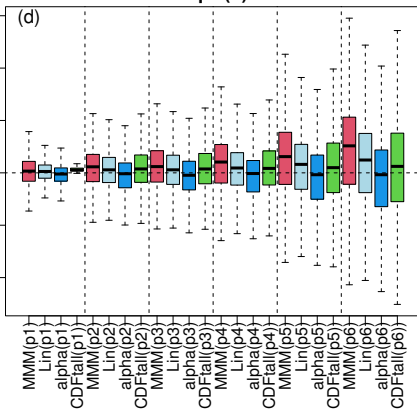 (d)
MMM(p1)
Lin(p1)
alpha(p1)
CDFtall(p1))
MMM(p2)
Lin(p2)
alpha(p2)
CDFtall(p2))
MMM(p3)
Lin(p3)
alpha(p3)
CDFtall(p3))
MMM(p4)
Lin(p4)
alpha(p4)
CDFtall(p4))
MMM(p5)
Lin(p5)
alpha(p5)
CDFtall(p5))
MMM(p6)
Lin(p6)
alpha(p6)
CDFtall(p6))